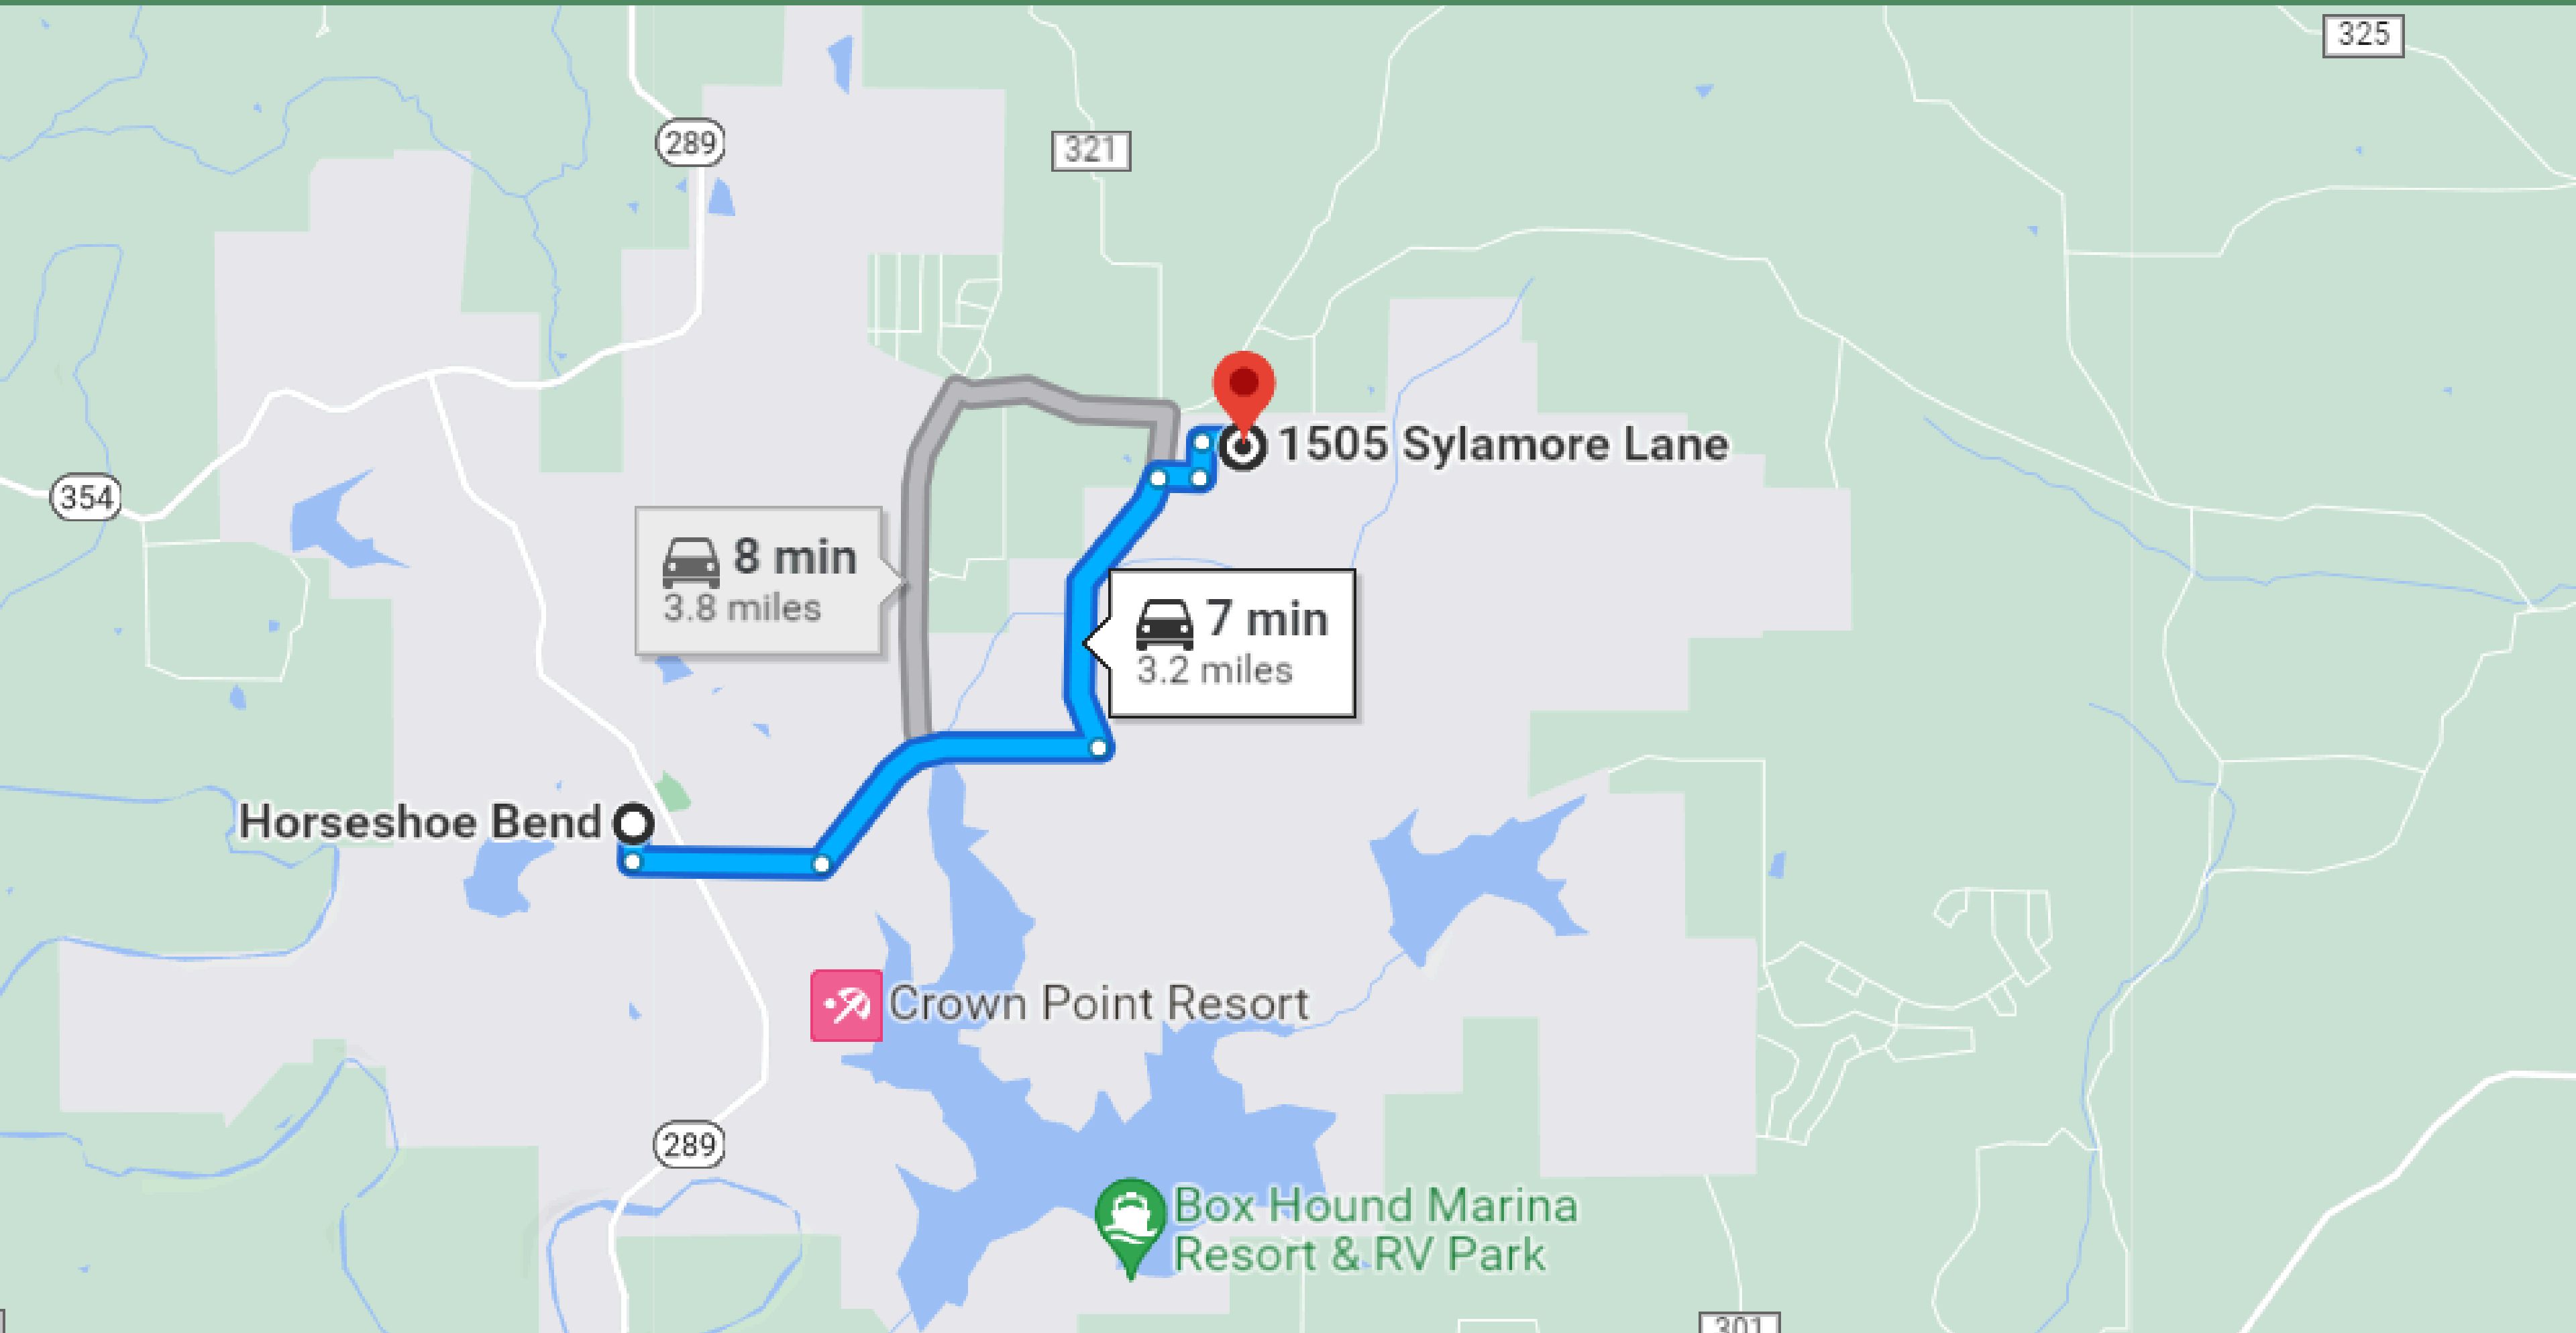 325
289
321
1505 Sylamore Lane
354
8 min
3.8 miles
7 min
3.2 miles
Horseshoe Bend
Crown Point Resort
289
Box Hound Marina
Resort & RV Park
301